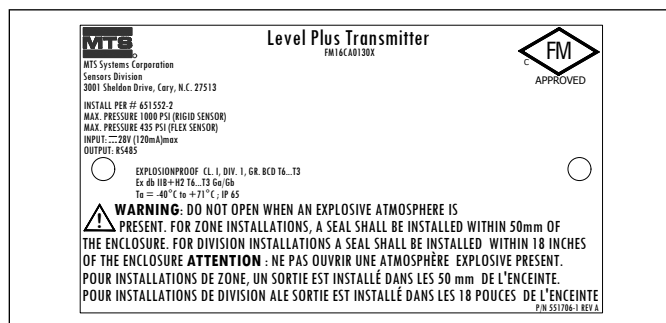 MTS
Level Plus Transmitter
FM16CA0130X
C FM
APPROVED
MTS Systems Corporation
Sensors Division
3001 Sheldon Drive, Cary, N.C. 27513
INSTALL PER # 651552-2
MAX. PRESSURE 1000 PSI (RIGID SENSOR)
MAX. PRESSURE 435 PSI (FLEX SENSOR)
INPUT: ⎓28V (120mA)max
OUTPUT: RS485
EXPLOSIONPROOF CL. I, DIV. 1, GR. BCD T6...T3
Ex db IIB+H2 T6...T3 Ga/Gb
Ta = -40°C to +71°C ; IP 65
WARNING: DO NOT OPEN WHEN AN EXPLOSIVE ATMOSPHERE IS
PRESENT. FOR ZONE INSTALLATIONS, A SEAL SHALL BE INSTALLED WITHIN 50mm OF
THE ENCLOSURE. FOR DIVISION INSTALLATIONS A SEAL SHALL BE INSTALLED WITHIN 18 INCHES
OF THE ENCLOSURE ATTENTION : NE PAS OUVRIR UNE ATMOSPHÈRE EXPLOSIVE PRESENT.
POUR INSTALLATIONS DE ZONE, UN SORTIE EST INSTALLÉ DANS LES 50 mm DE L'ENCEINTE.
POUR INSTALLATIONS DE DIVISION ALE SORTIE EST INSTALLÉ DANS LES 18 POUCES DE L'ENCEINTE
P/N 551706-1 REV A